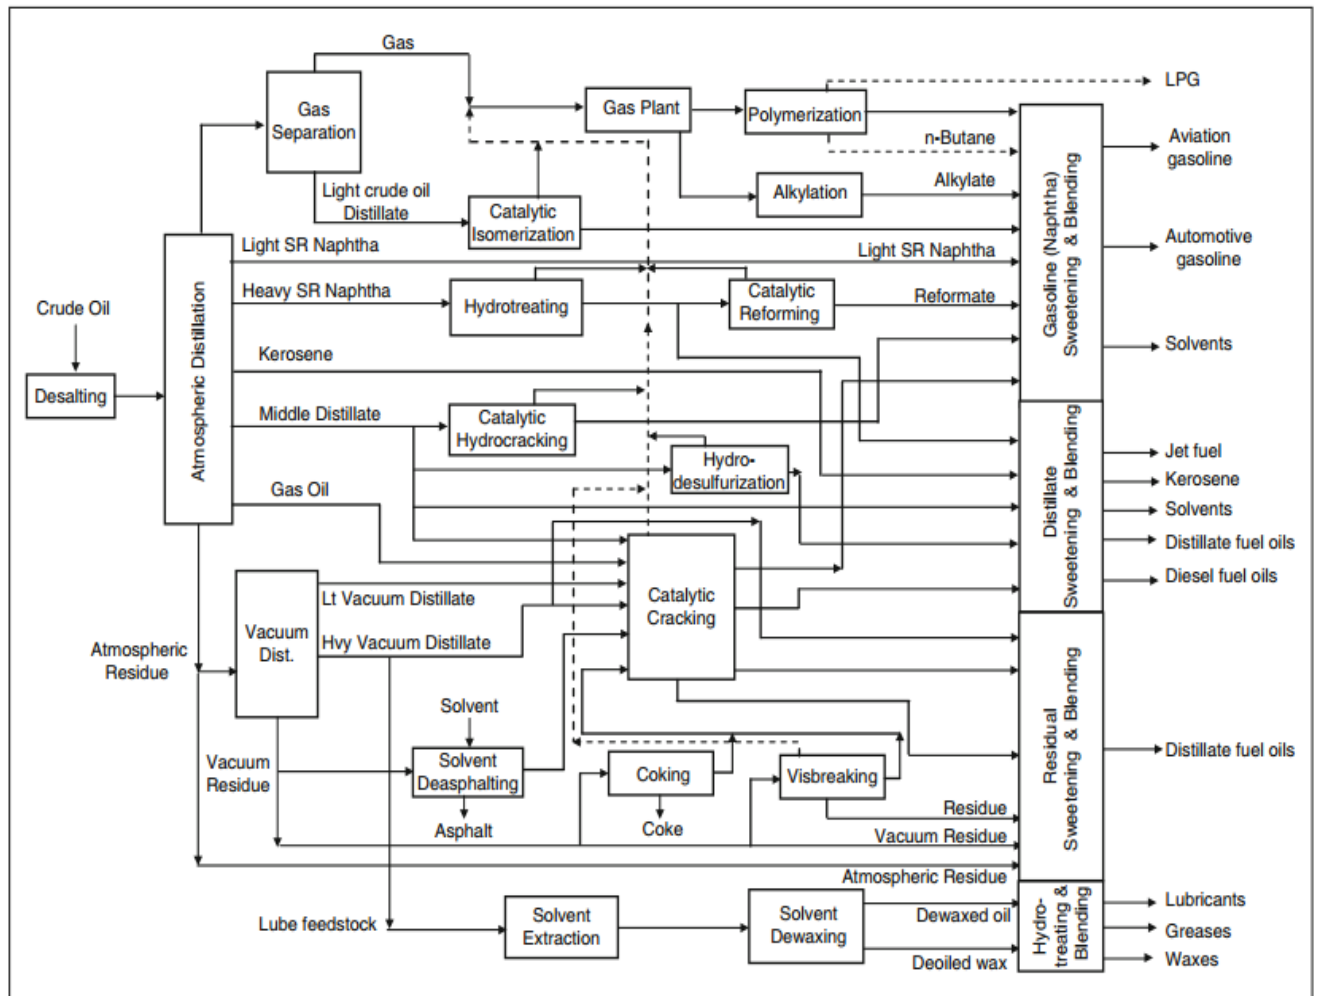 Gas
LPG
Gas
Separation
Gas Plant
Polymerization
n-Butane
Aviation
gasoline
Light crude oil
Distillate
Alkylation
Alkylate
Catalytic
Isomerization
Gasoline (Naphtha)
Sweetening & Blending
Light SR Naphtha
Light SR Naphtha
Automotive
gasoline
Heavy SR Naphtha
Hydrotreating
Catalytic
Reforming
Reformate
Crude Oil
Desalting
Atmospheric Distillation
Kerosene
Solvents
Middle Distillate
Catalytic
Hydrocracking
Hydro-
desulfurization
Distillate
Sweetening & Blending
Jet fuel
Kerosene
Solvents
Distillate fuel oils
Diesel fuel oils
Gas Oil
Catalytic
Cracking
Lt Vacuum Distillate
Vacuum
Dist.
Hvy Vacuum Distillate
Atmospheric
Residue
Solvent
Vacuum
Residue
Solvent
Deasphalting
Asphalt
Coking
Coke
Visbreaking
Residual
Sweetening & Blending
Distillate fuel oils
Residue
Vacuum Residue
Atmospheric Residue
Lube feedstock
Solvent
Extraction
Solvent
Dewaxing
Dewaxed oil
Deoiled wax
Hydro-
treating &
Blending
Lubricants
Greases
Waxes